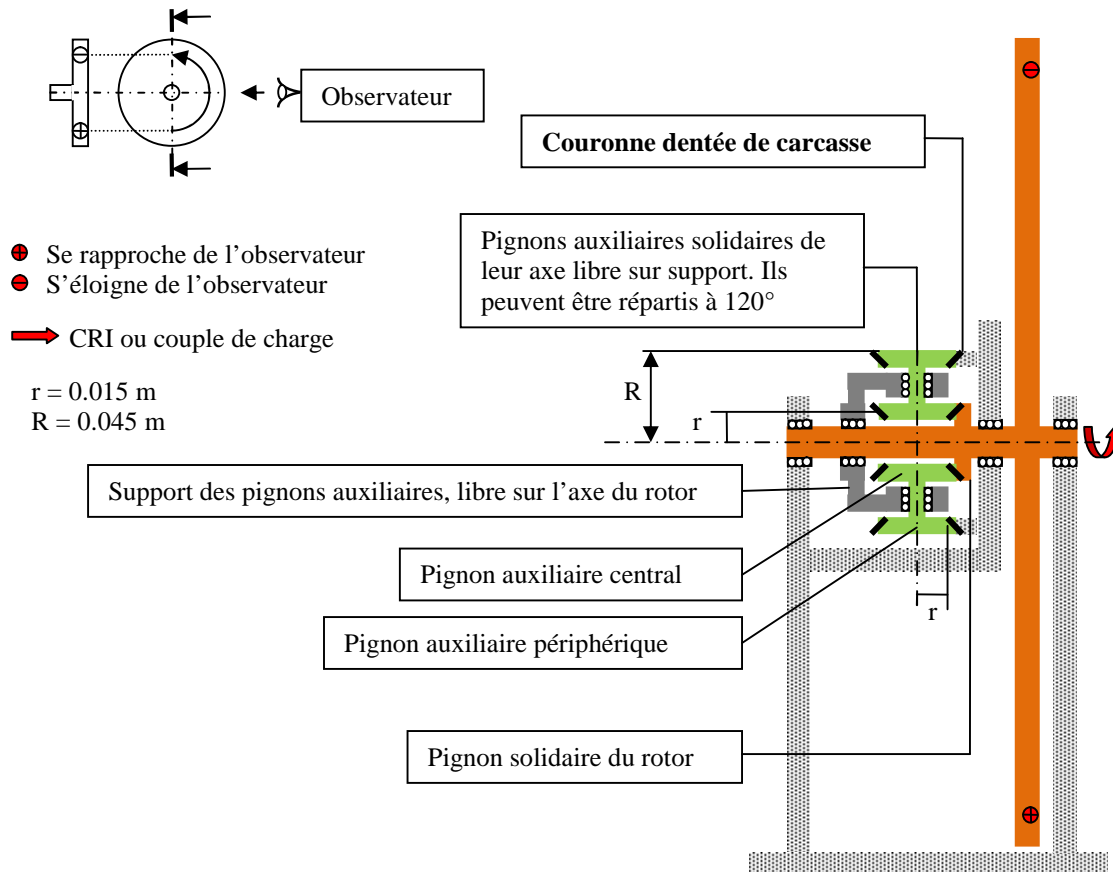 Observateur
Couronne dentée de carcasse
Se rapproche de l'observateur
S'éloigne de l'observateur
Pignons auxiliaires solidaires de
leur axe libre sur support. Ils
peuvent être répartis à 120°
CRI ou couple de charge
r = 0.015 m
R = 0.045 m
R
r
Support des pignons auxiliaires, libre sur l'axe du rotor
Pignon auxiliaire central
r
Pignon auxiliaire périphérique
Pignon solidaire du rotor